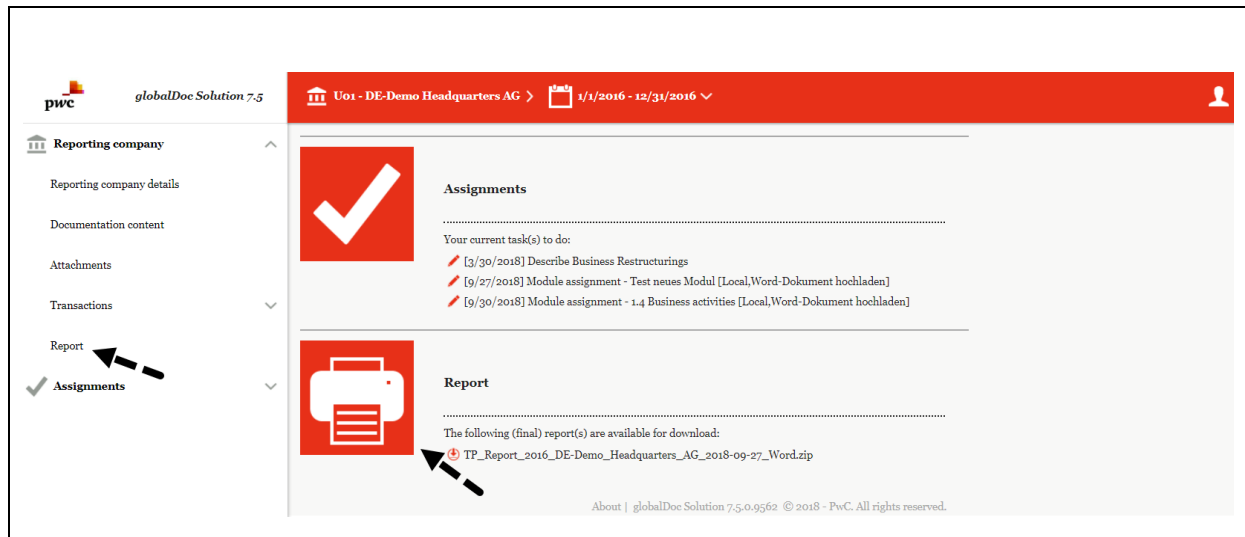 pwc
globalDoc Solution 7.5
U01 - DE-Demo Headquarters AG
1/1/2016 - 12/31/2016
Reporting company
Reporting company details
Documentation content
Attachments
Transactions
Report
Assignments
Assignments
Your current task(s) to do:
[3/30/2018] Describe Business Restructurings
[9/27/2018] Module assignment - Test neues Modul [Local,Word-Dokument hochladen]
[9/30/2018] Module assignment - 1.4 Business activities [Local,Word-Dokument hochladen]
Report
The following (final) report(s) are available for download:
TP_Report_2016_DE-Demo_Headquarters_AG_2018-09-27_Word.zip
About | globalDoc Solution 7.5.0.9562 © 2018 - PwC. All rights reserved.